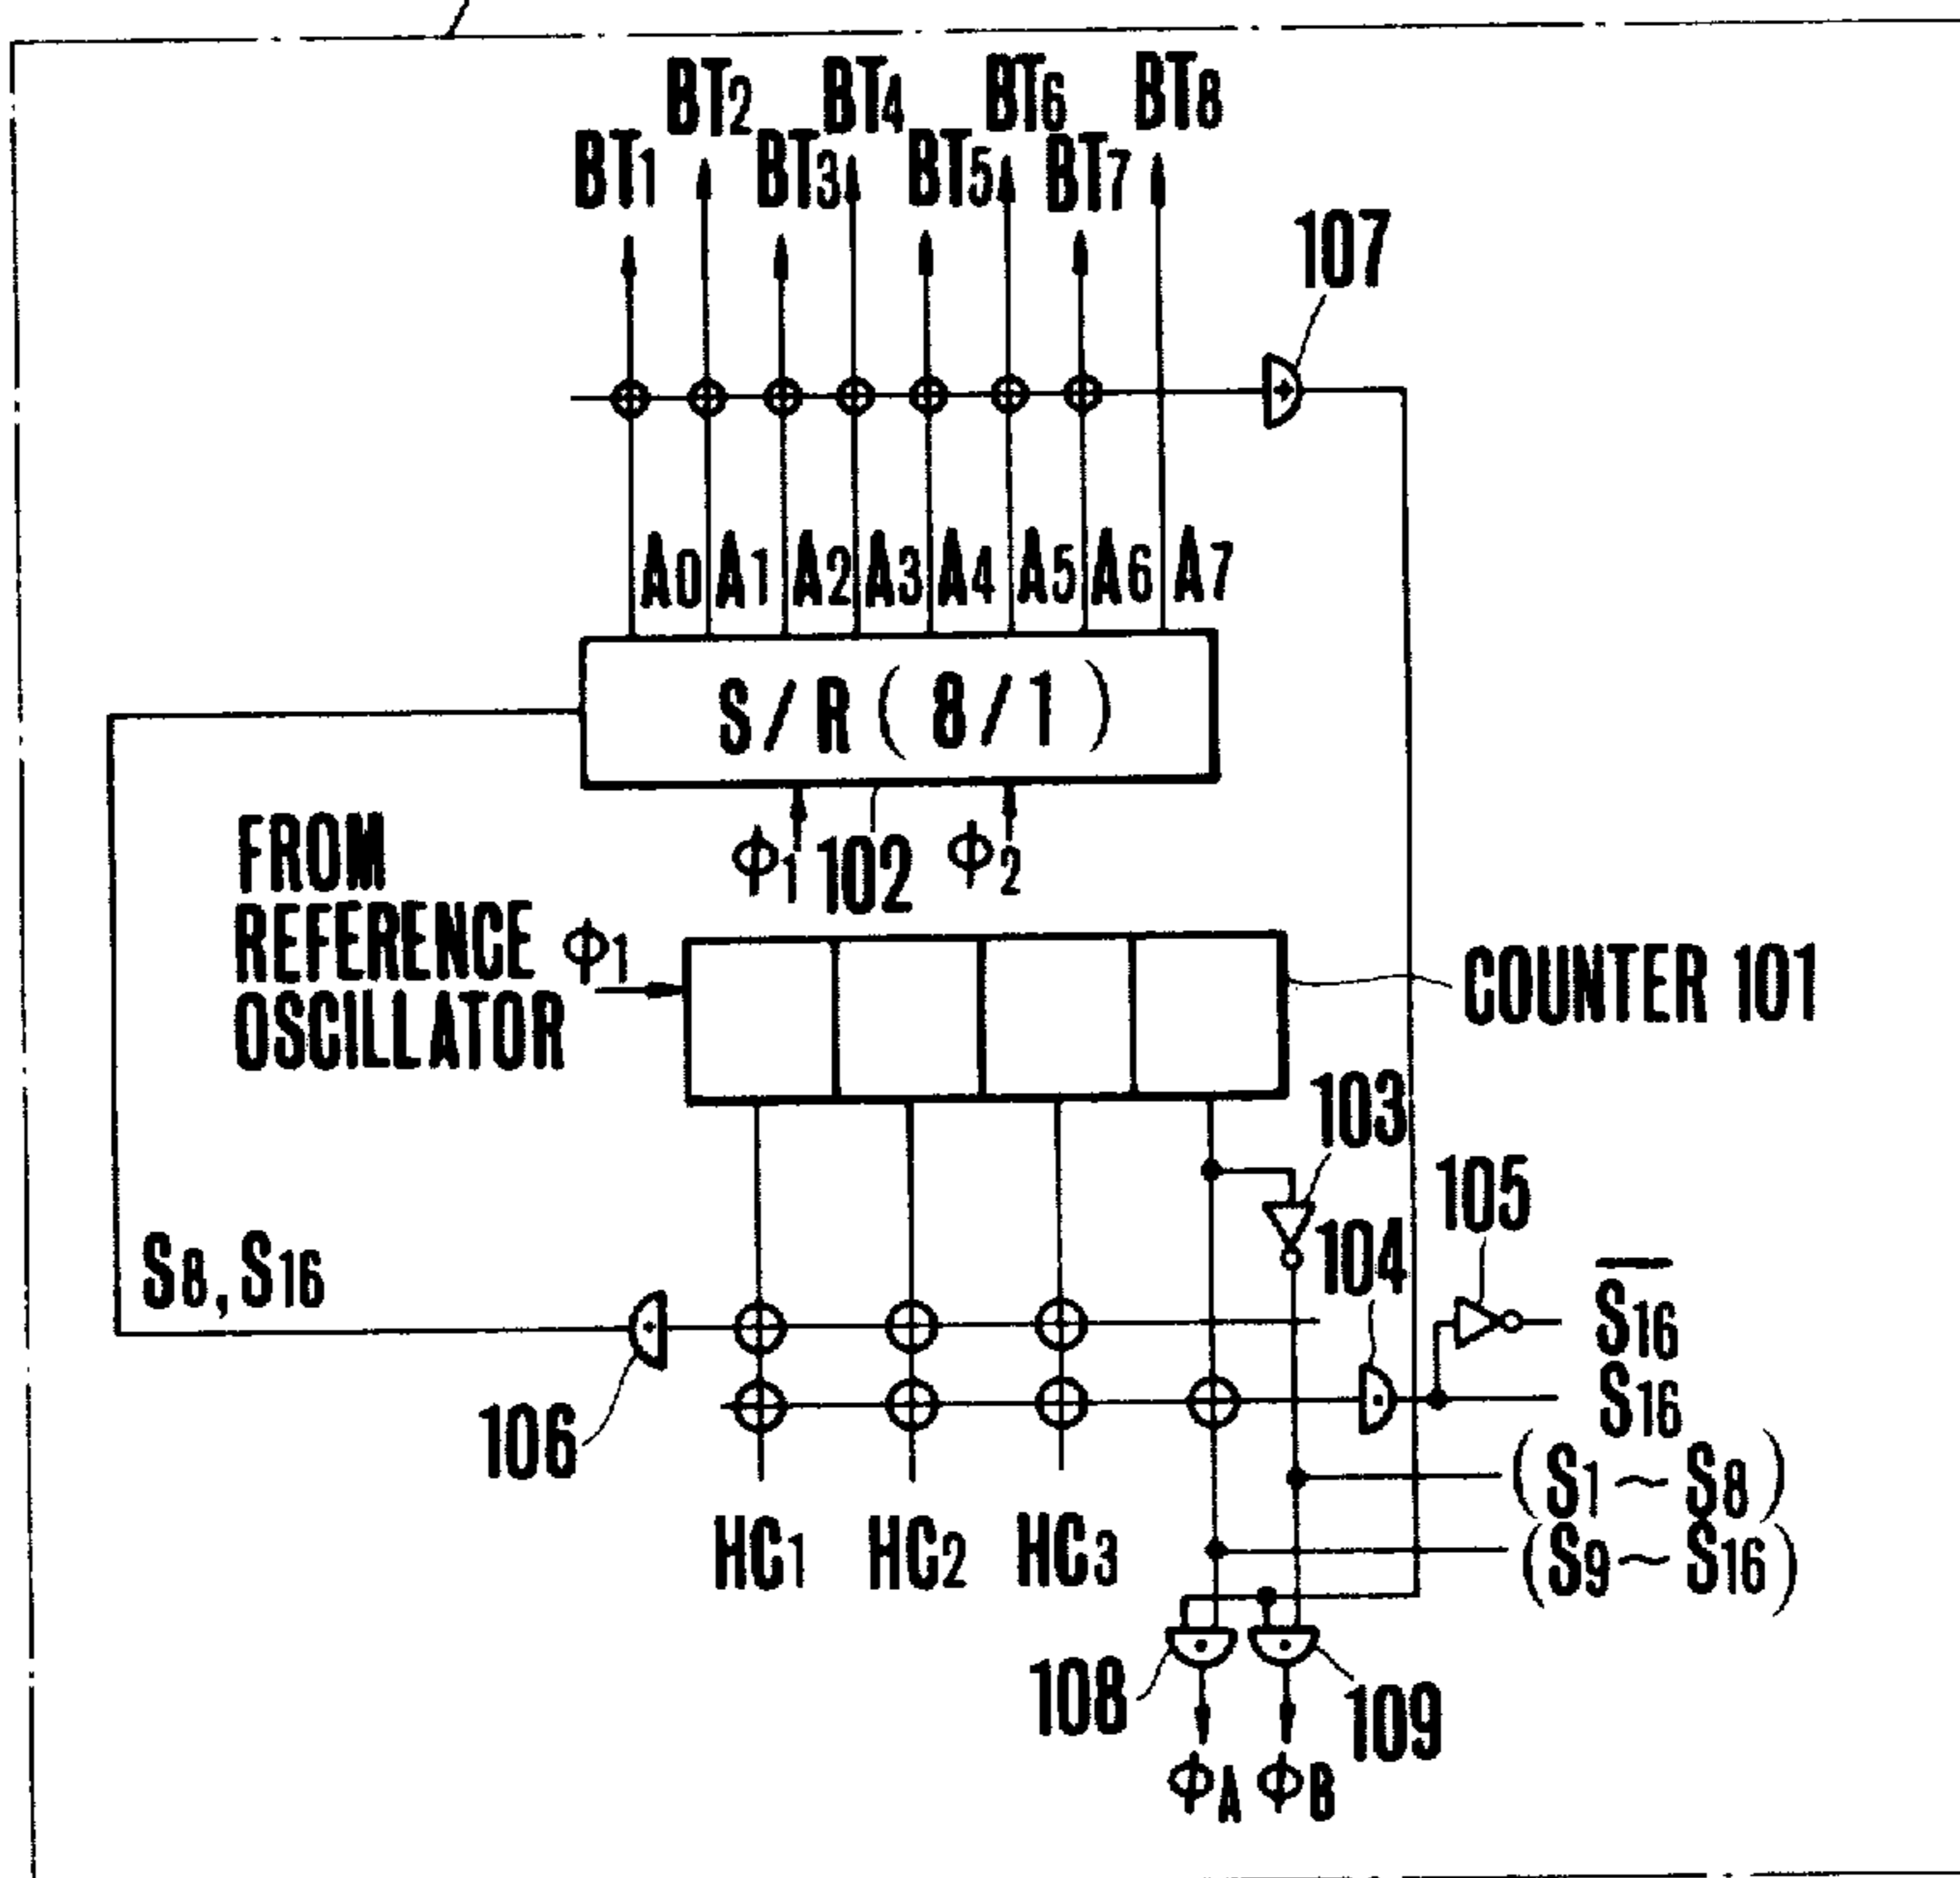 BT2 BT4 BT6 BT8
BT1 BT3 BT5 BT7
107
A0 A1 A2 A3 A4 A5 A6 A7
S/R(8/1)
ϕ1 102 ϕ2
FROM
REFERENCE ϕ1
OSCILLATOR
COUNTER 101
103
105
104
S8, S16
S̅1̅6̅
S16
106
(S1~S8)
(S9~S16)
HC1 HC2 HC3
108
109
ϕA ϕB